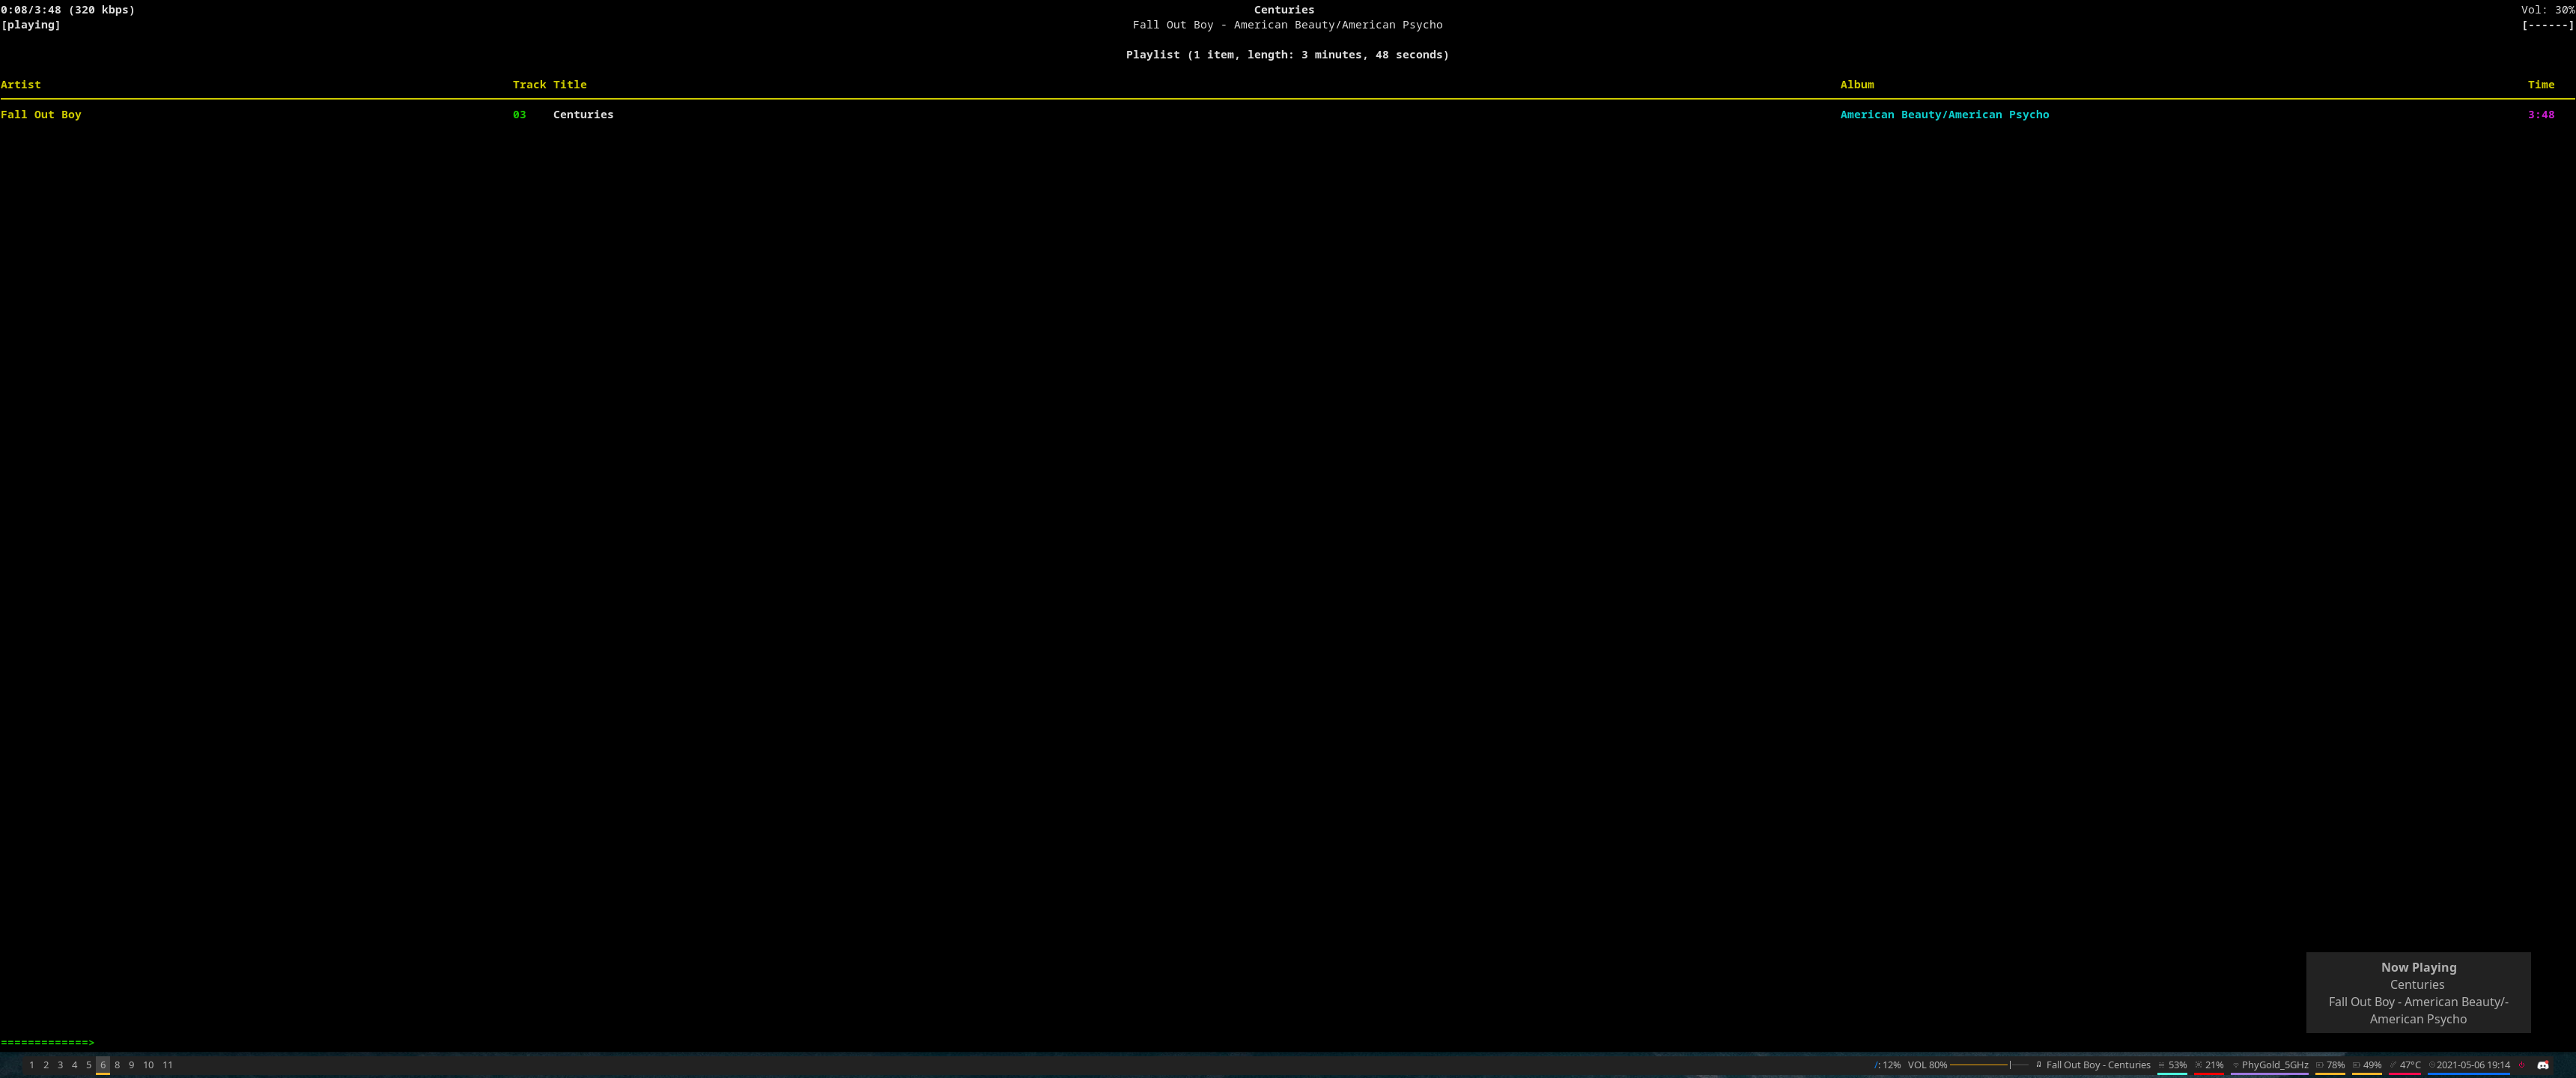 0:08/3:48 (320 kbps) Centuries Vol: 30%
[playing] Fall Out Boy - American Beauty/American Psycho [------]
Playlist (1 item, length: 3 minutes, 48 seconds)
Artist Track Title Album Time
Fall Out Boy 03 Centuries American Beauty/American Psycho 3:48
Now Playing
Centuries
Fall Out Boy - American Beauty/-
American Psycho
=============>
1 2 3 4 5 6 8 9 10 11 /: 12% VOL 80% Fall Out Boy - Centuries 53% 21% PhyGold_5GHz 78% 49% 47°C 2021-05-06 19:14